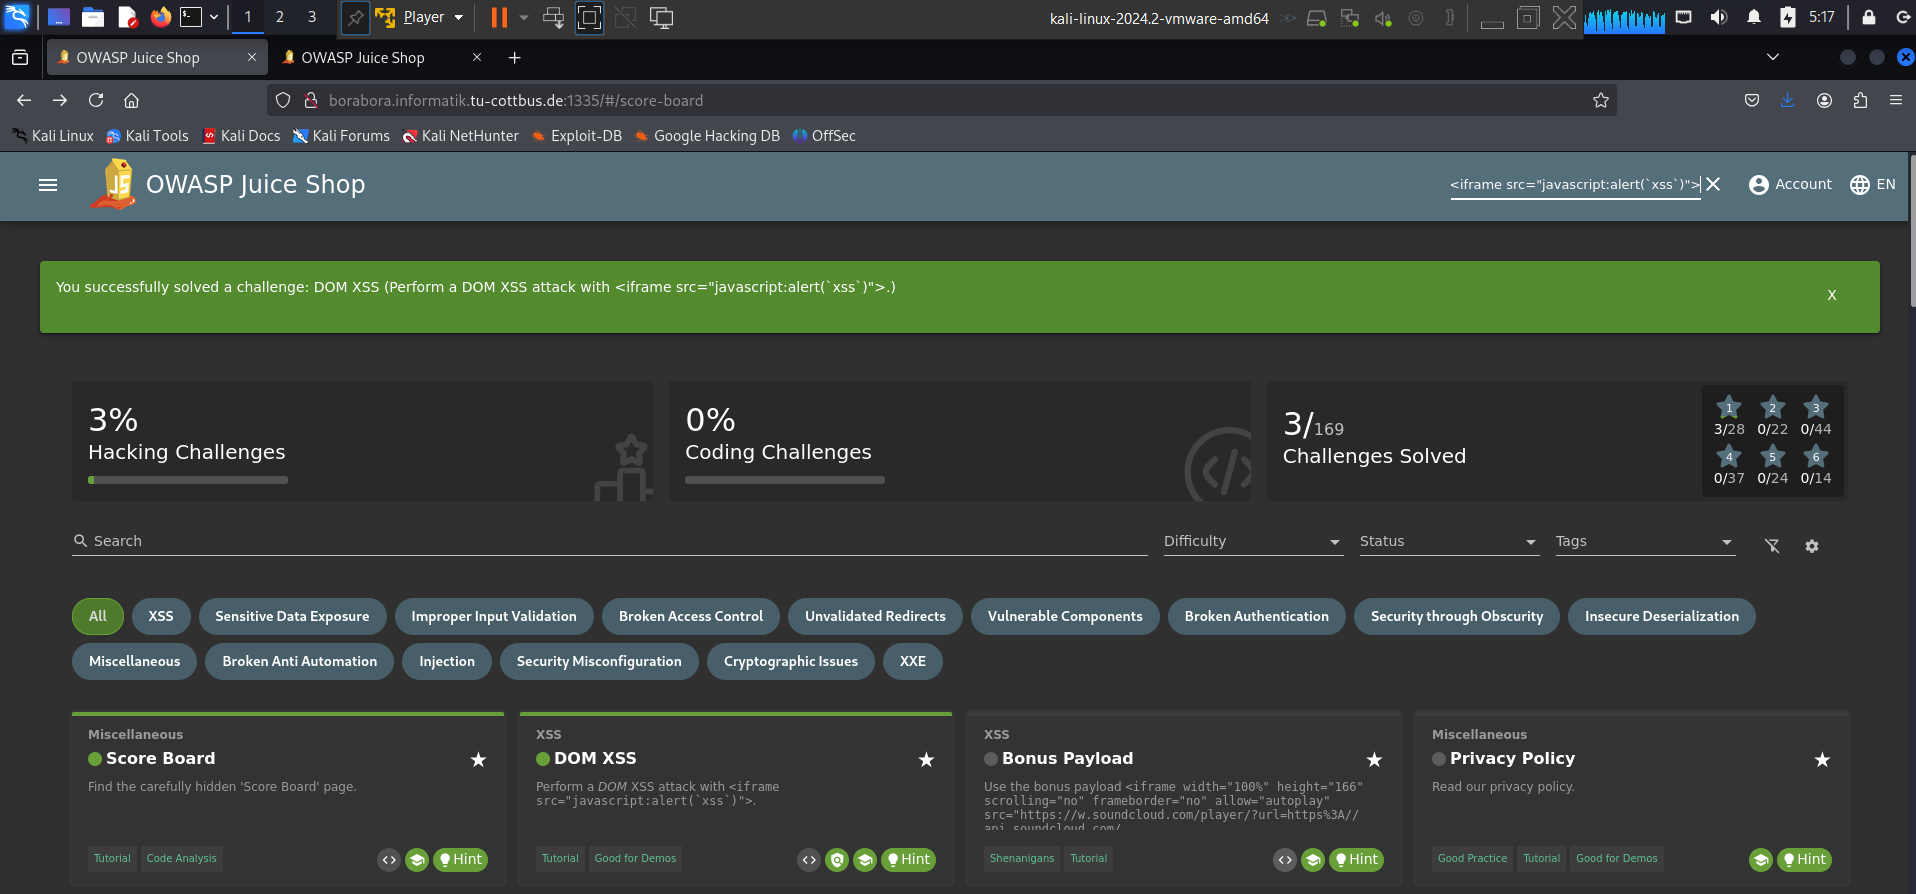 1 2 3 Player kali-linux-2024.2-vmware-amd64 5:17
OWASP Juice Shop OWASP Juice Shop
borabora.informatik.tu-cottbus.de:1335/#/score-board
Kali Linux Kali Tools Kali Docs Kali Forums Kali NetHunter Exploit-DB Google Hacking DB OffSec
OWASP Juice Shop <iframe src="javascript:alert(`xss`)"> Account EN
You successfully solved a challenge: DOM XSS (Perform a DOM XSS attack with <iframe src="javascript:alert(`xss`)">.)
X
3%
Hacking Challenges
0%
Coding Challenges
3/169
Challenges Solved
1 2 3
3/28 0/22 0/44
4 5 6
0/37 0/24 0/14
Search Difficulty Status Tags
All XSS Sensitive Data Exposure Improper Input Validation Broken Access Control Unvalidated Redirects Vulnerable Components Broken Authentication Security through Obscurity Insecure Deserialization
Miscellaneous Broken Anti Automation Injection Security Misconfiguration Cryptographic Issues XXE
Miscellaneous
Score Board
Find the carefully hidden 'Score Board' page.
Tutorial Code Analysis Hint
XSS
DOM XSS
Perform a DOM XSS attack with <iframe
src="javascript:alert(`xss`)">.
Tutorial Good for Demos Hint
XSS
Bonus Payload
Use the bonus payload <iframe width="100%" height="166"
scrolling="no" frameborder="no" allow="autoplay"
src="https://w.soundcloud.com/player/?url=https%3A//
api.soundcloud.com/
Shenanigans Tutorial Hint
Miscellaneous
Privacy Policy
Read our privacy policy.
Good Practice Tutorial Good for Demos Hint